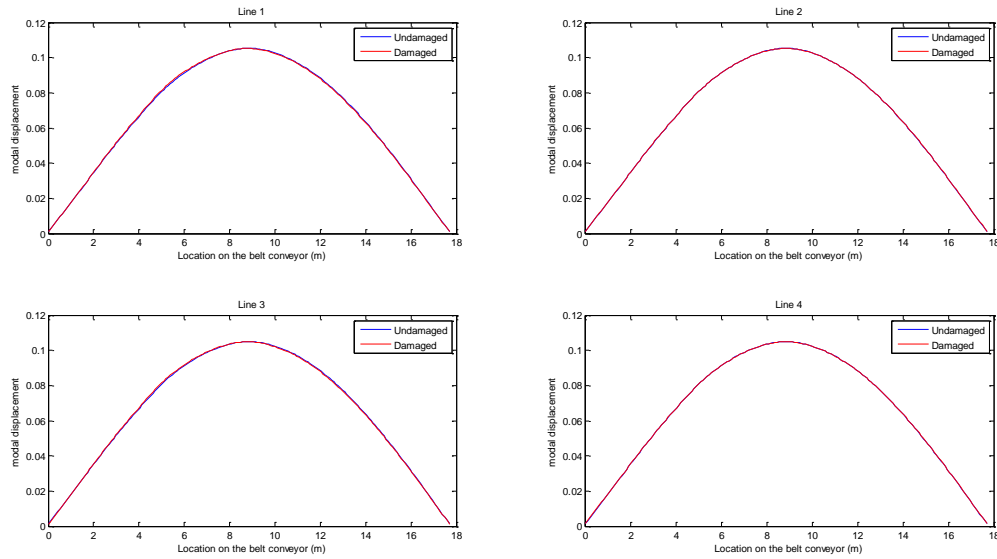 Line 1
0.12
0.1
0.08
0.06
0.04
0.02
0
modal displacement
Undamaged
Damaged
0 2 4 6 8 10 12 14 16 18
Location on the belt conveyor (m)
Line 2
0.12
0.1
0.08
0.06
0.04
0.02
0
modal displacement
Undamaged
Damaged
0 2 4 6 8 10 12 14 16 18
Location on the belt conveyor (m)
Line 3
0.12
0.1
0.08
0.06
0.04
0.02
0
modal displacement
Undamaged
Damaged
0 2 4 6 8 10 12 14 16 18
Location on the belt conveyor (m)
Line 4
0.12
0.1
0.08
0.06
0.04
0.02
0
modal displacement
Undamaged
Damaged
0 2 4 6 8 10 12 14 16 18
Location on the belt conveyor (m)